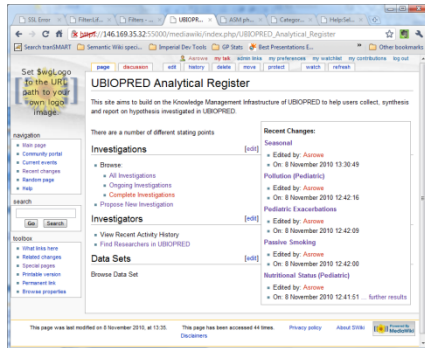 SSL Error
FilterLif...
Filters - ...
UBIOPRE...
ASM ph...
Categor...
HelpSet...
https://146.169.35.32:55000/mediawiki/index.php/UBIOPRED_Analytical_Register
Search tranSMART
Semantic Wiki speci...
Imperial Dev Tools
GP Stats
Best Presentations E...
»
Other bookmarks
Asrowe my talk admin links my preferences my watchlist my contributions log out
page discussion edit history delete move protect watch refresh
Set $wgLogo
to the URL
path to your
own logo
image
UBIOPRED Analytical Register
This site aims to build on the Knowledge Management Infrastructure of UBIOPRED to help users collect, synthesis
and report on hypothesis investigated in UBIOPRED.
There are a number of different stating points
Investigations [edit]
Browse:
All Investigations
Ongoing Investigations
Complete Investigations
Propose New Investigation
Investigators [edit]
View Recent Activity History
Find Researchers in UBIOPRED
Data Sets [edit]
Browse Data Set
Recent Changes:
Seasonal
Edited by: Asrowe
On: 8 November 2010 13:30:49
Pollution (Pediatric)
Edited by: Asrowe
On: 8 November 2010 12:42:16
Pediatric Exacerbations
Edited by: Asrowe
On: 8 November 2010 12:42:09
Passive Smoking
Edited by: Asrowe
On: 8 November 2010 12:42:00
Nutritional Status (Pediatric)
Edited by: Asrowe
On: 8 November 2010 12:41:51 ... further results
navigation
Main page
Community portal
Current events
Recent changes
Random page
Help
search
Go Search
toolbox
What links here
Related changes
Special pages
Printable version
Permanent link
Browse properties
This page was last modified on 8 November 2010, at 13:35. This page has been accessed 44 times. Privacy policy About SWiki
Disclaimers
Powered By
MediaWiki